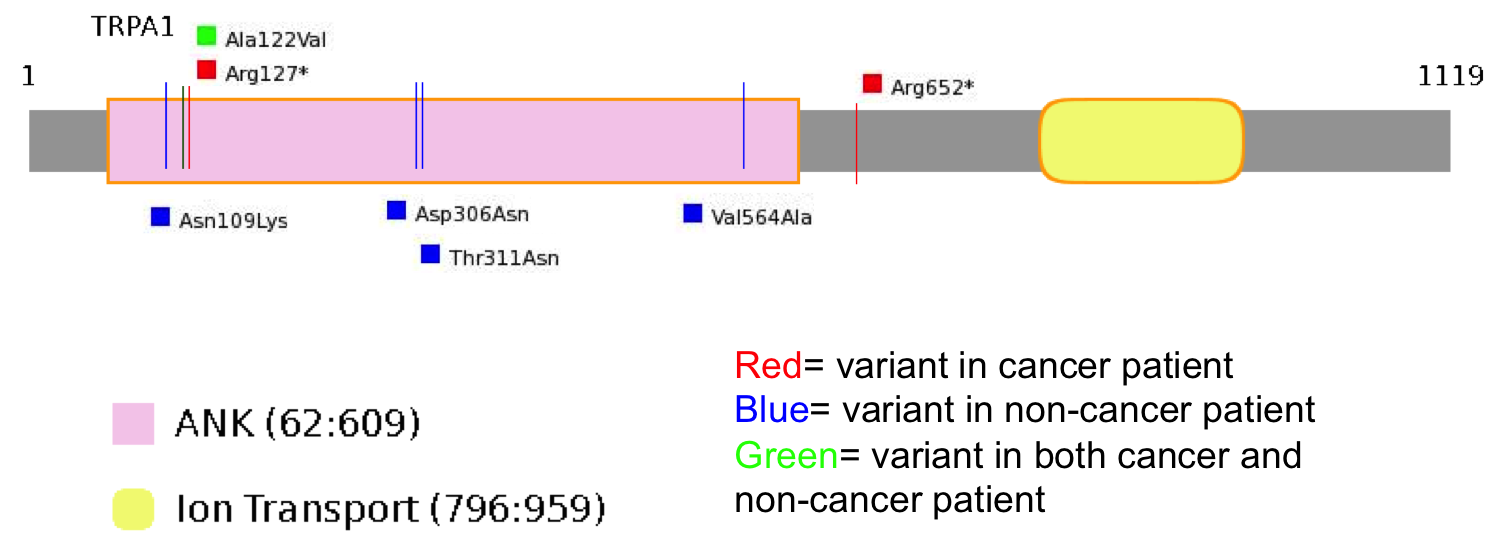 TRPA1
Ala122Val
Arg127*
1
Arg652*
1119
Asn109Lys
Asp306Asn
Val564Ala
Thr311Asn
Red= variant in cancer patient
Blue= variant in non-cancer patient
ANK (62:609)
Green= variant in both cancer and
non-cancer patient
Ion Transport (796:959)